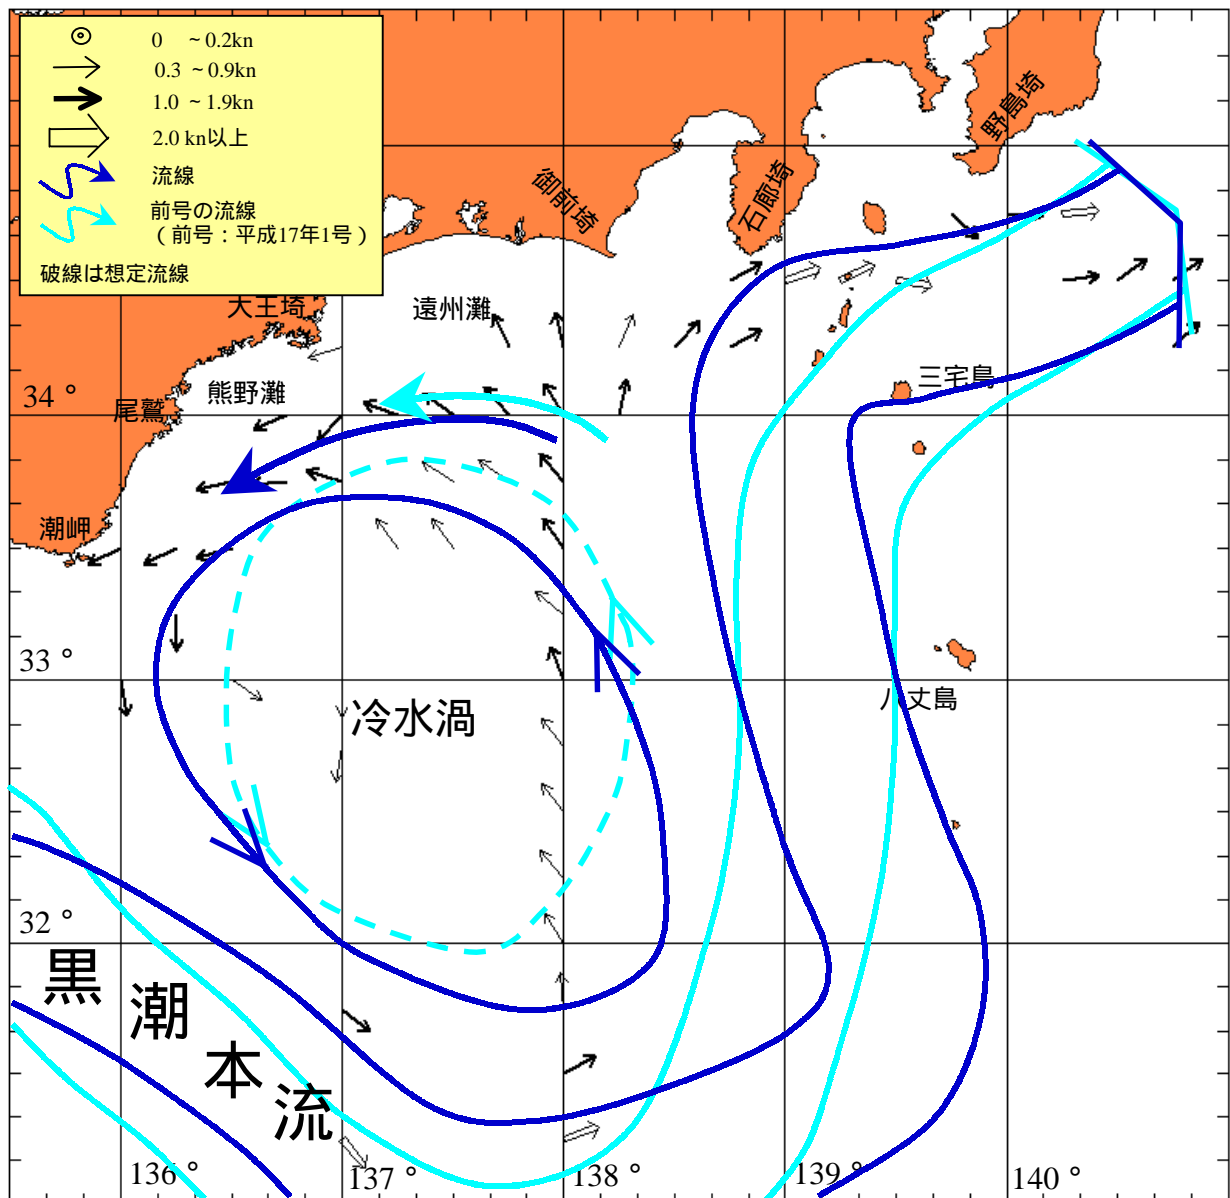 0 ~0.2kn
0.3 ~0.9kn
1.0 ~1.9kn
2.0 kn以上
流線
前号の流線
（前号：平成17年1号）
破線は想定流線
野島埼
石廊埼
御前埼
大王埼
遠州灘
熊野灘
尾鷲
三宅島
34°
潮岬
33°
冷水渦
八丈島
32°
黒潮本流
136°
137°
138°
139°
140°